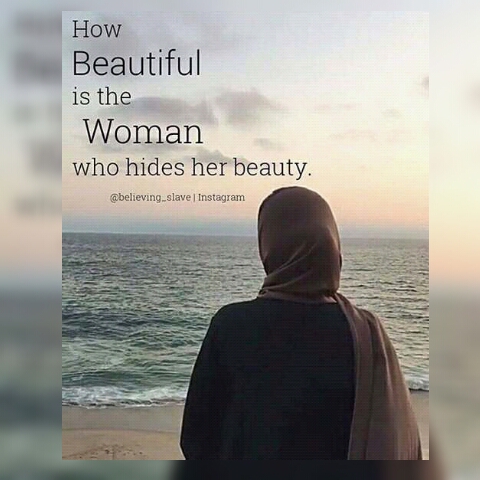 How
Beautiful
is the
Woman
who hides her beauty.
@believing_slave | Instagram